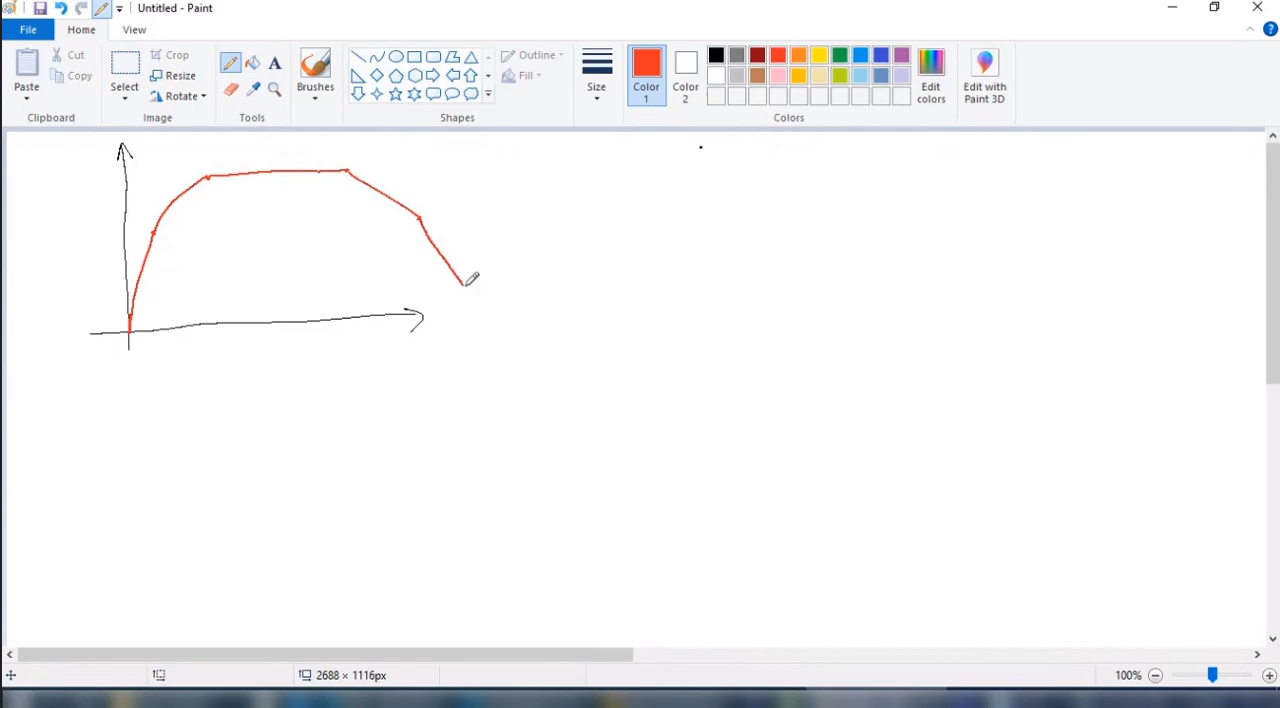 Untitled - Paint
File Home View
Paste
Cut
Copy
Clipboard
Select
Crop
Resize
Rotate
Image
Tools
A
Brushes
Shapes
Outline
Fill
Size
Color 1
Color 2
Edit colors
Colors
Edit with Paint 3D
2688 × 1116px
100%